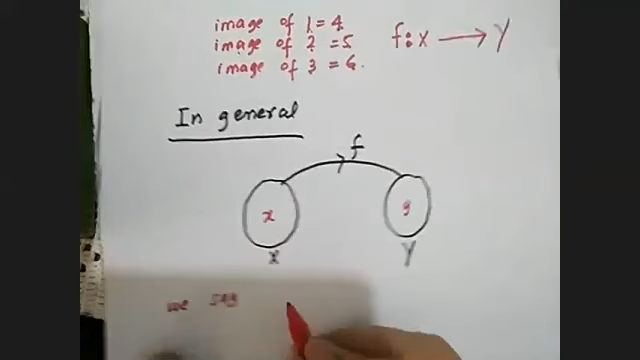 image of 1 = 4
image of 2 = 5
image of 3 = 6.
f: x → y
In general
f
x y
X Y
we say